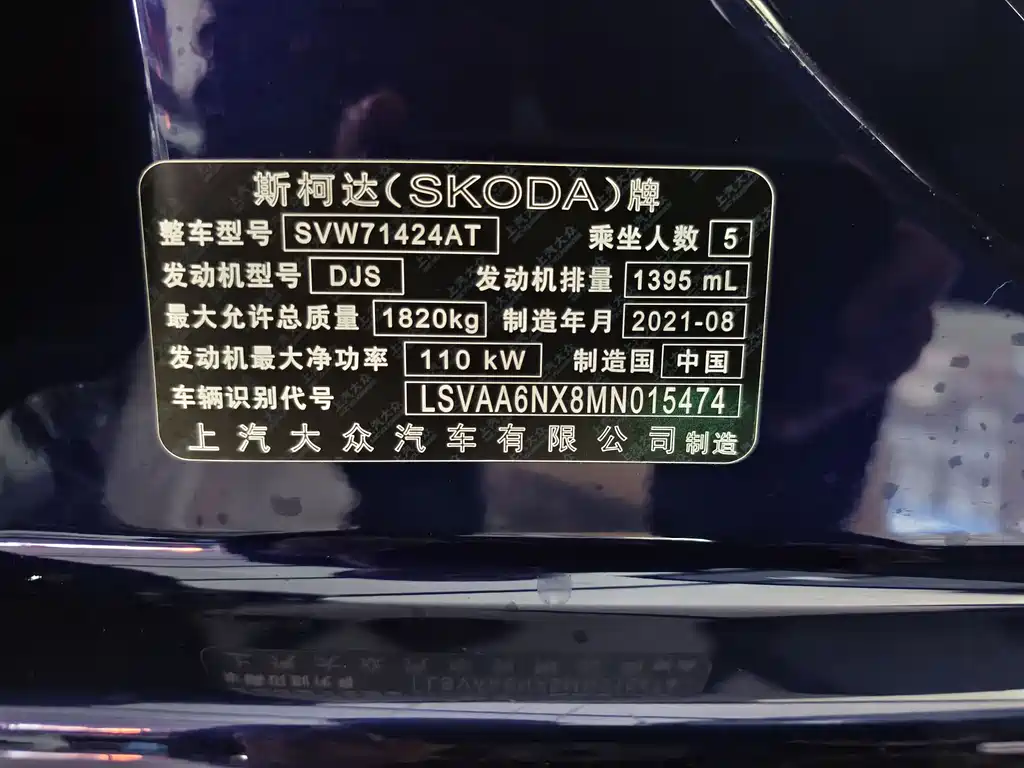 斯柯达(SKODA)牌
整车型号 SVW71424AT 乘坐人数 5
发动机型号 DJS 发动机排量 1395 mL
最大允许总质量 1820kg 制造年月 2021-08
发动机最大净功率 110 kW 制造国 中国
车辆识别代号 LSVAA6NX8MN015474
上汽大众汽车有限公司制造